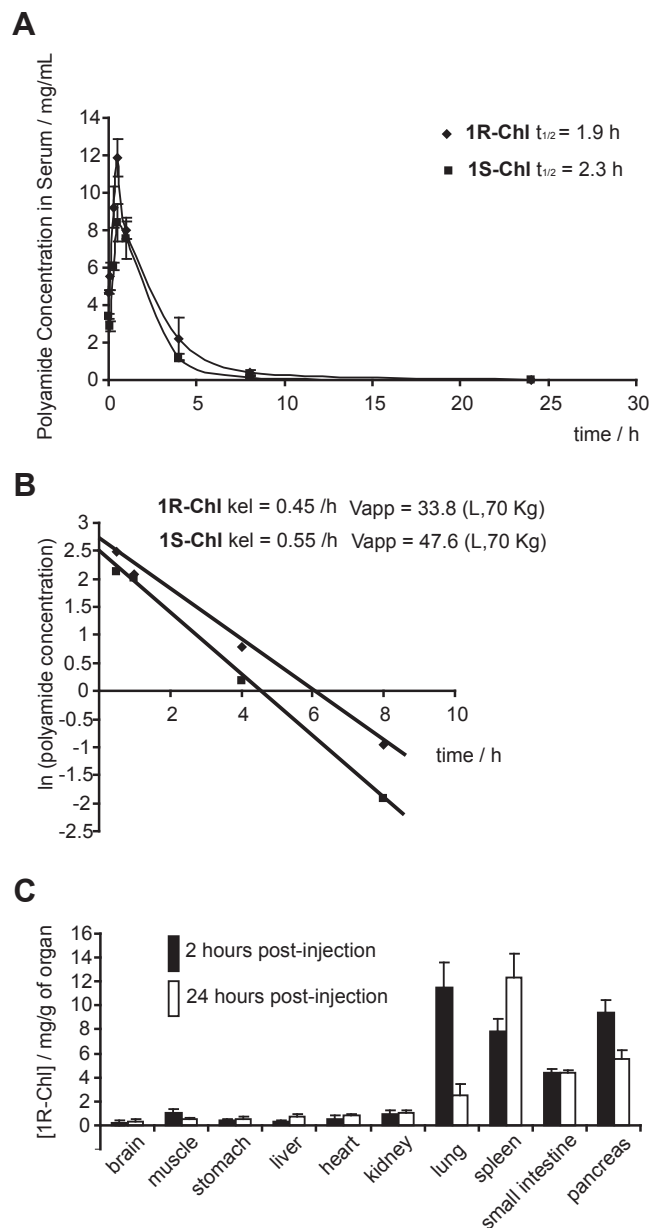 A
Polyamide Concentration in Serum / mg/mL
14
12
10
8
6
4
2
0
0 5 10 15 20 25 30
time / h
1R-Chl t1/2 = 1.9 h
1S-Chl t1/2 = 2.3 h
B
1R-Chl kel = 0.45 /h Vapp = 33.8 (L,70 Kg)
1S-Chl kel = 0.55 /h Vapp = 47.6 (L,70 Kg)
ln (polyamide concentration)
3
2.5
2
1.5
1
0.5
0
-0.5
-1
-1.5
-2
-2.5
2 4 6 8 10
time / h
C
[1R-Chl] / mg/g of organ
16
14
12
10
8
6
4
2
0
2 hours post-injection
24 hours post-injection
brain
muscle
stomach
liver
heart
kidney
lung
spleen
small intestine
pancreas